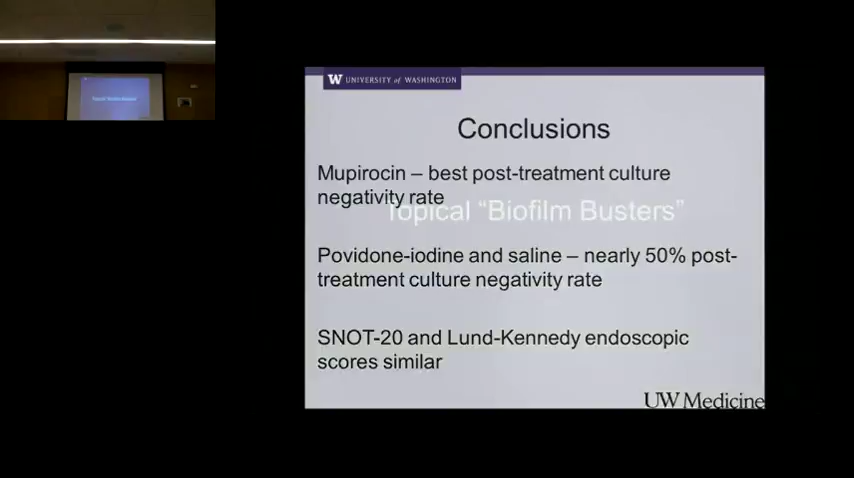 W UNIVERSITY of WASHINGTON
Conclusions
Mupirocin – best post-treatment culture
negativity rate
Topical “Biofilm Busters”
Povidone-iodine and saline – nearly 50% post-
treatment culture negativity rate
SNOT-20 and Lund-Kennedy endoscopic
scores similar
UW Medicine